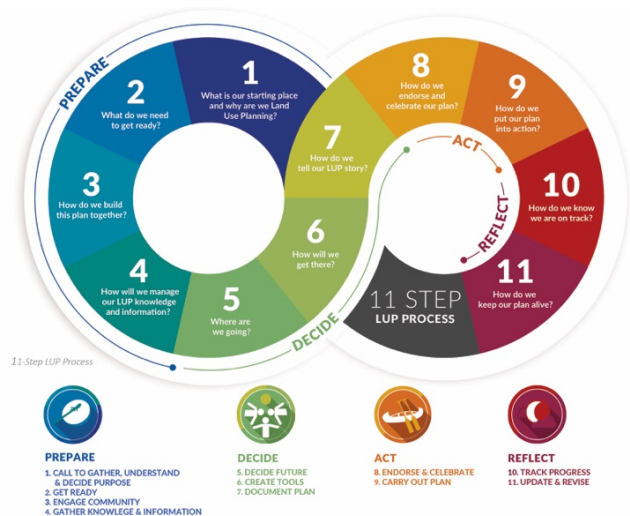 PREPARE
1
What is our starting place
and why are we Land
Use Planning?
2
What do we need
to get ready?
3
How do we build
this plan together?
4
How will we manage
our LUP knowledge
and information?
5
Where are
we going?
6
How will we
get there?
7
How do we
tell our LUP story?
DECIDE
8
How do we
endorse and
celebrate our plan?
9
How do we
put our plan
into action?
ACT
10
How do we know
we are on track?
11
How do we
keep our plan alive?
REFLECT
11 STEP
LUP PROCESS
11-Step LUP Process
PREPARE
1. CALL TO GATHER, UNDERSTAND
& DECIDE PURPOSE
2. GET READY
3. ENGAGE COMMUNITY
4. GATHER KNOWLEGE & INFORMATION
DECIDE
5. DECIDE FUTURE
6. CREATE TOOLS
7. DOCUMENT PLAN
ACT
8. ENDORSE & CELEBRATE
9. CARRY OUT PLAN
REFLECT
10. TRACK PROGRESS
11. UPDATE & REVISE